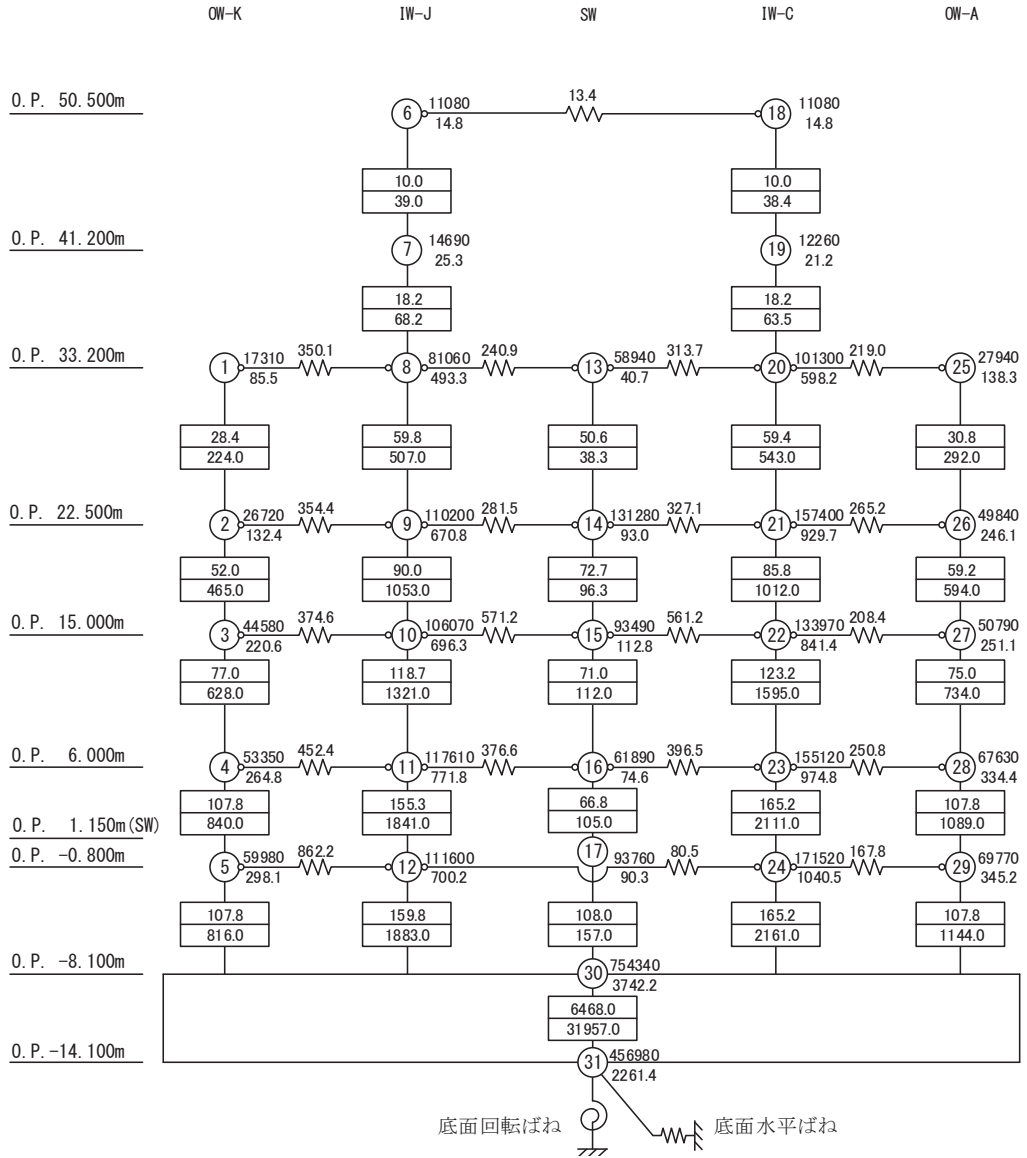 OW-K IW-J SW IW-C OW-A
O.P. 50.500m 6 11080 13.4 18 11080
14.8 14.8
10.0 10.0
39.0 38.4
O.P. 41.200m 7 14690 19 12260
25.3 21.2
18.2 18.2
68.2 63.5
O.P. 33.200m 1 17310 350.1 8 81060 240.9 13 58940 313.7 20 101300 219.0 25 27940
85.5 493.3 40.7 598.2 138.3
28.4 59.8 50.6 59.4 30.8
224.0 507.0 38.3 543.0 292.0
O.P. 22.500m 2 26720 354.4 9 110200 281.5 14 131280 327.1 21 157400 265.2 26 49840
132.4 670.8 93.0 929.7 246.1
52.0 90.0 72.7 85.8 59.2
465.0 1053.0 96.3 1012.0 594.0
O.P. 15.000m 3 44580 374.6 10 106070 571.2 15 93490 561.2 22 133970 208.4 27 50790
220.6 696.3 112.8 841.4 251.1
77.0 118.7 71.0 123.2 75.0
628.0 1321.0 112.0 1595.0 734.0
O.P. 6.000m 4 53350 452.4 11 117610 376.6 16 61890 396.5 23 155120 250.8 28 67630
264.8 771.8 74.6 974.8 334.4
107.8 155.3 66.8 165.2 107.8
840.0 1841.0 105.0 2111.0 1089.0
O.P. 1.150m(SW) 17
O.P. -0.800m 5 59980 862.2 12 111600 93760 80.5 24 171520 167.8 29 69770
298.1 700.2 90.3 1040.5 345.2
107.8 159.8 108.0 165.2 107.8
816.0 1883.0 157.0 2161.0 1144.0
O.P. -8.100m 30 754340
3742.2
6468.0
31957.0
O.P.-14.100m 31 456980
2261.4
底面回転ばね 底面水平ばね